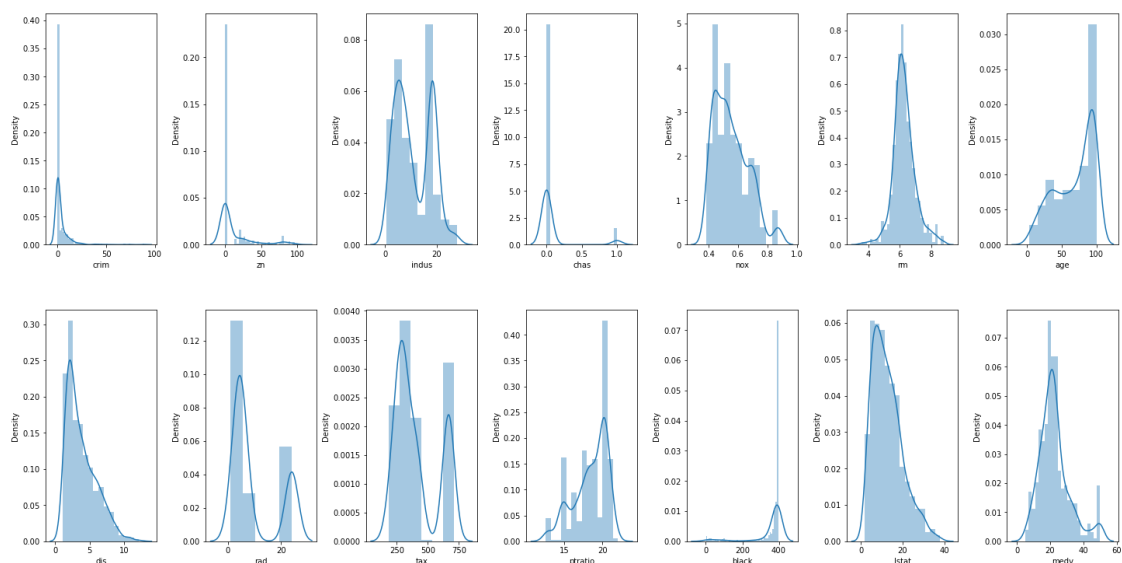 0.40
0.35
0.30
0.25
0.20
0.15
0.10
0.05
0.00
Density
0 50 100
crim
0.20
0.15
0.10
0.05
0.00
Density
0 50 100
zn
0.08
0.06
0.04
0.02
0.00
Density
0 20
indus
20.0
17.5
15.0
12.5
10.0
7.5
5.0
2.5
0.0
Density
0.0 0.5 1.0
chas
5
4
3
2
1
0
Density
0.4 0.6 0.8 1.0
nox
0.8
0.7
0.6
0.5
0.4
0.3
0.2
0.1
0.0
Density
4 6 8
rm
0.030
0.025
0.020
0.015
0.010
0.005
0.000
Density
0 50 100
age
0.30
0.25
0.20
0.15
0.10
0.05
0.00
Density
0 5 10
dis
0.12
0.10
0.08
0.06
0.04
0.02
0.00
Density
0 20
rad
0.0040
0.0035
0.0030
0.0025
0.0020
0.0015
0.0010
0.0005
0.0000
Density
250 500 750
tax
0.40
0.35
0.30
0.25
0.20
0.15
0.10
0.05
0.00
Density
15 20
ptratio
0.07
0.06
0.05
0.04
0.03
0.02
0.01
0.00
Density
0 200 400
black
0.06
0.05
0.04
0.03
0.02
0.01
0.00
Density
0 20 40
lstat
0.07
0.06
0.05
0.04
0.03
0.02
0.01
0.00
Density
0 20 40 60
medv